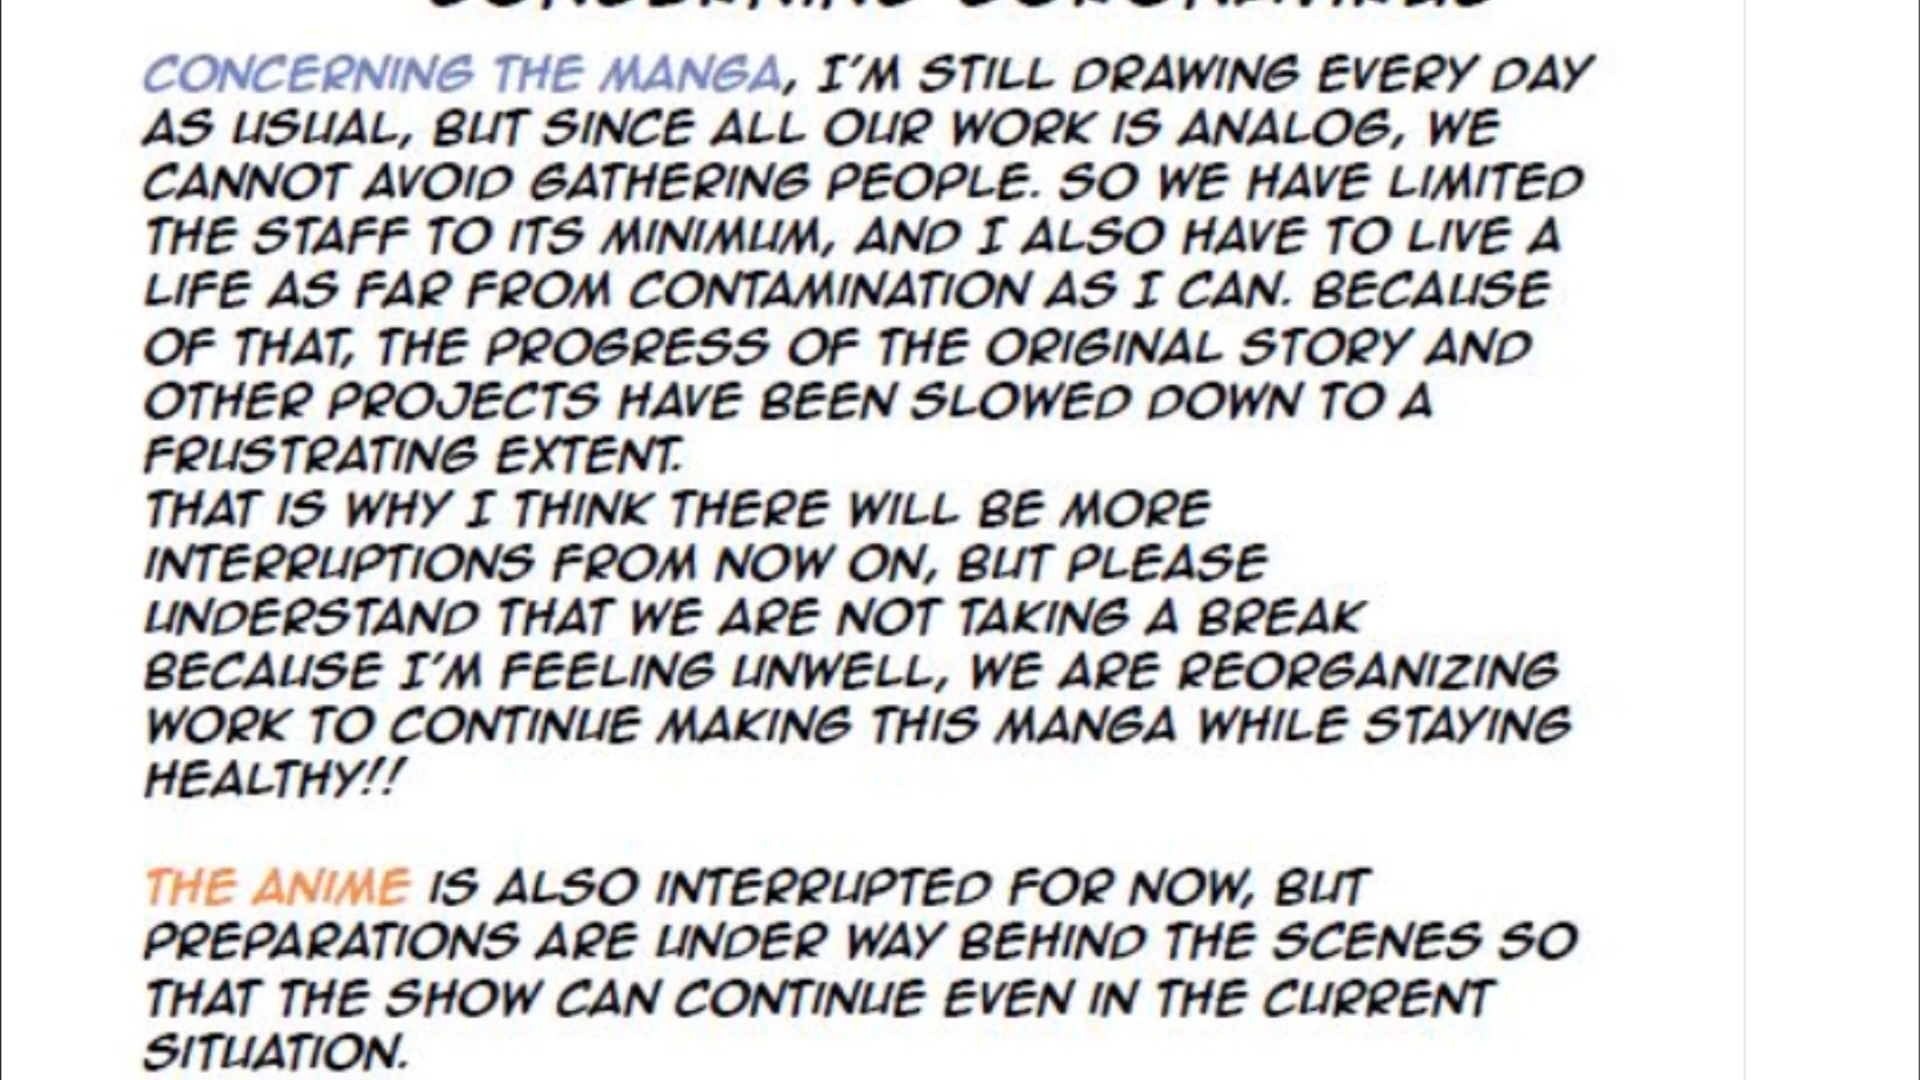 CONCERNING CORONAVIRUS
CONCERNING THE MANGA, I'M STILL DRAWING EVERY DAY
AS USUAL, BUT SINCE ALL OUR WORK IS ANALOG, WE
CANNOT AVOID GATHERING PEOPLE. SO WE HAVE LIMITED
THE STAFF TO ITS MINIMUM, AND I ALSO HAVE TO LIVE A
LIFE AS FAR FROM CONTAMINATION AS I CAN. BECAUSE
OF THAT, THE PROGRESS OF THE ORIGINAL STORY AND
OTHER PROJECTS HAVE BEEN SLOWED DOWN TO A
FRUSTRATING EXTENT.
THAT IS WHY I THINK THERE WILL BE MORE
INTERRUPTIONS FROM NOW ON, BUT PLEASE
UNDERSTAND THAT WE ARE NOT TAKING A BREAK
BECAUSE I'M FEELING UNWELL, WE ARE REORGANIZING
WORK TO CONTINUE MAKING THIS MANGA WHILE STAYING
HEALTHY!!
THE ANIME IS ALSO INTERRUPTED FOR NOW, BUT
PREPARATIONS ARE UNDER WAY BEHIND THE SCENES SO
THAT THE SHOW CAN CONTINUE EVEN IN THE CURRENT
SITUATION.